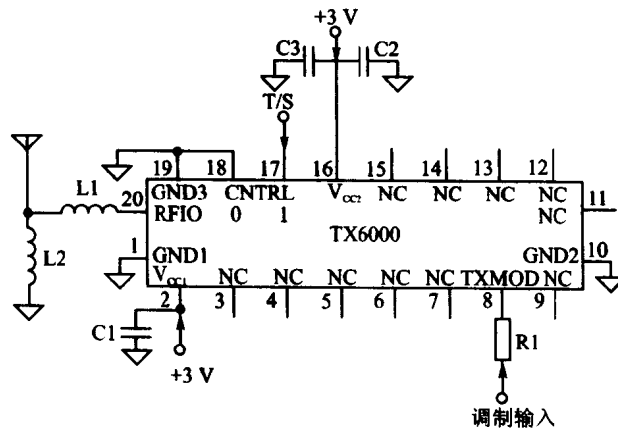 +3 V
C3
C2
T/S
L1
L2
19
18
17
16
15
14
13
12
20
GND3
CNTRL
VCC2
NC
NC
NC
NC
NC
11
RFIO
0
1
TX6000
1
GND1
GND2
10
VCC1
NC
NC
NC
NC
NC
TXMOD
NC
2
3
4
5
6
7
8
9
C1
+3 V
R1
调制输入